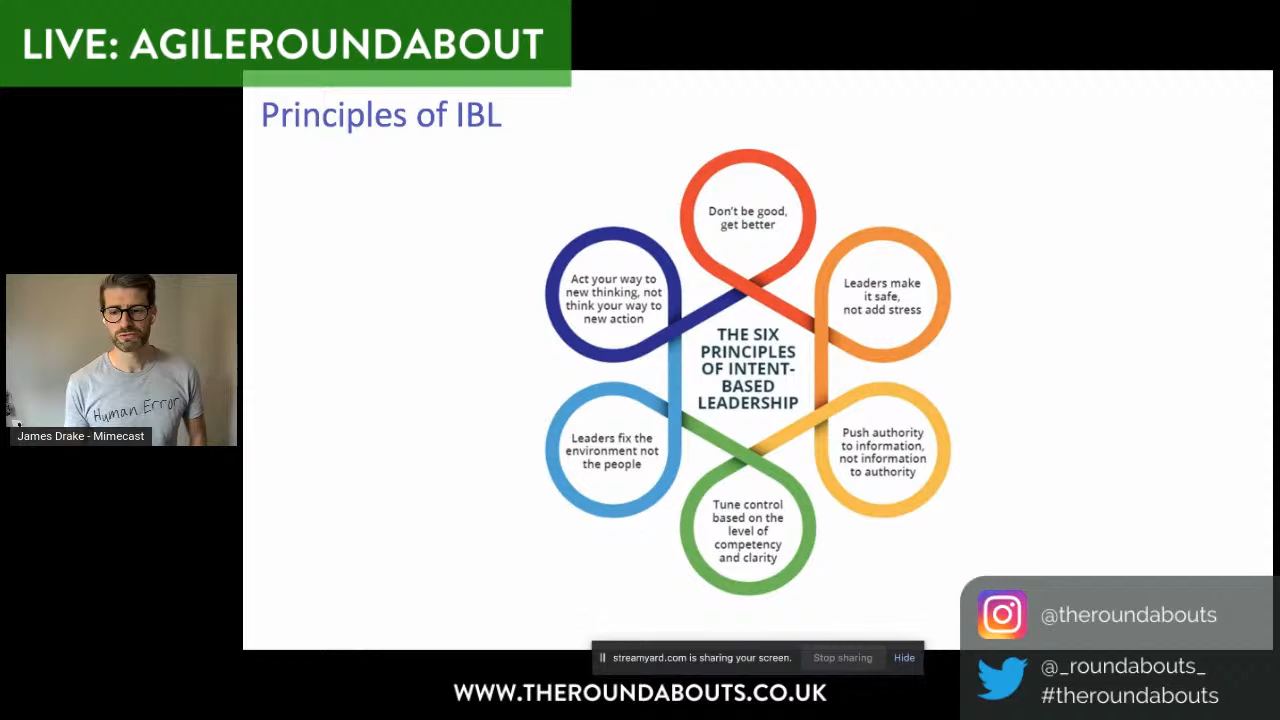 LIVE: AGILEROUNDABOUT
Principles of IBL
Don't be good,
get better
Act your way to
new thinking, not
think your way to
new action
Leaders make
it safe,
not add stress
THE SIX
PRINCIPLES
OF INTENT-
BASED
LEADERSHIP
Human Error
James Drake - Mimecast
Leaders fix the
environment not
the people
Push authority
to information,
not information
to authority
Tune control
based on the
level of
competency
and clarity
@theroundabouts
streamyard.com is sharing your screen.
Stop sharing
Hide
@_roundabouts_
#theroundabouts
WWW.THEROUNDABOUTS.CO.UK